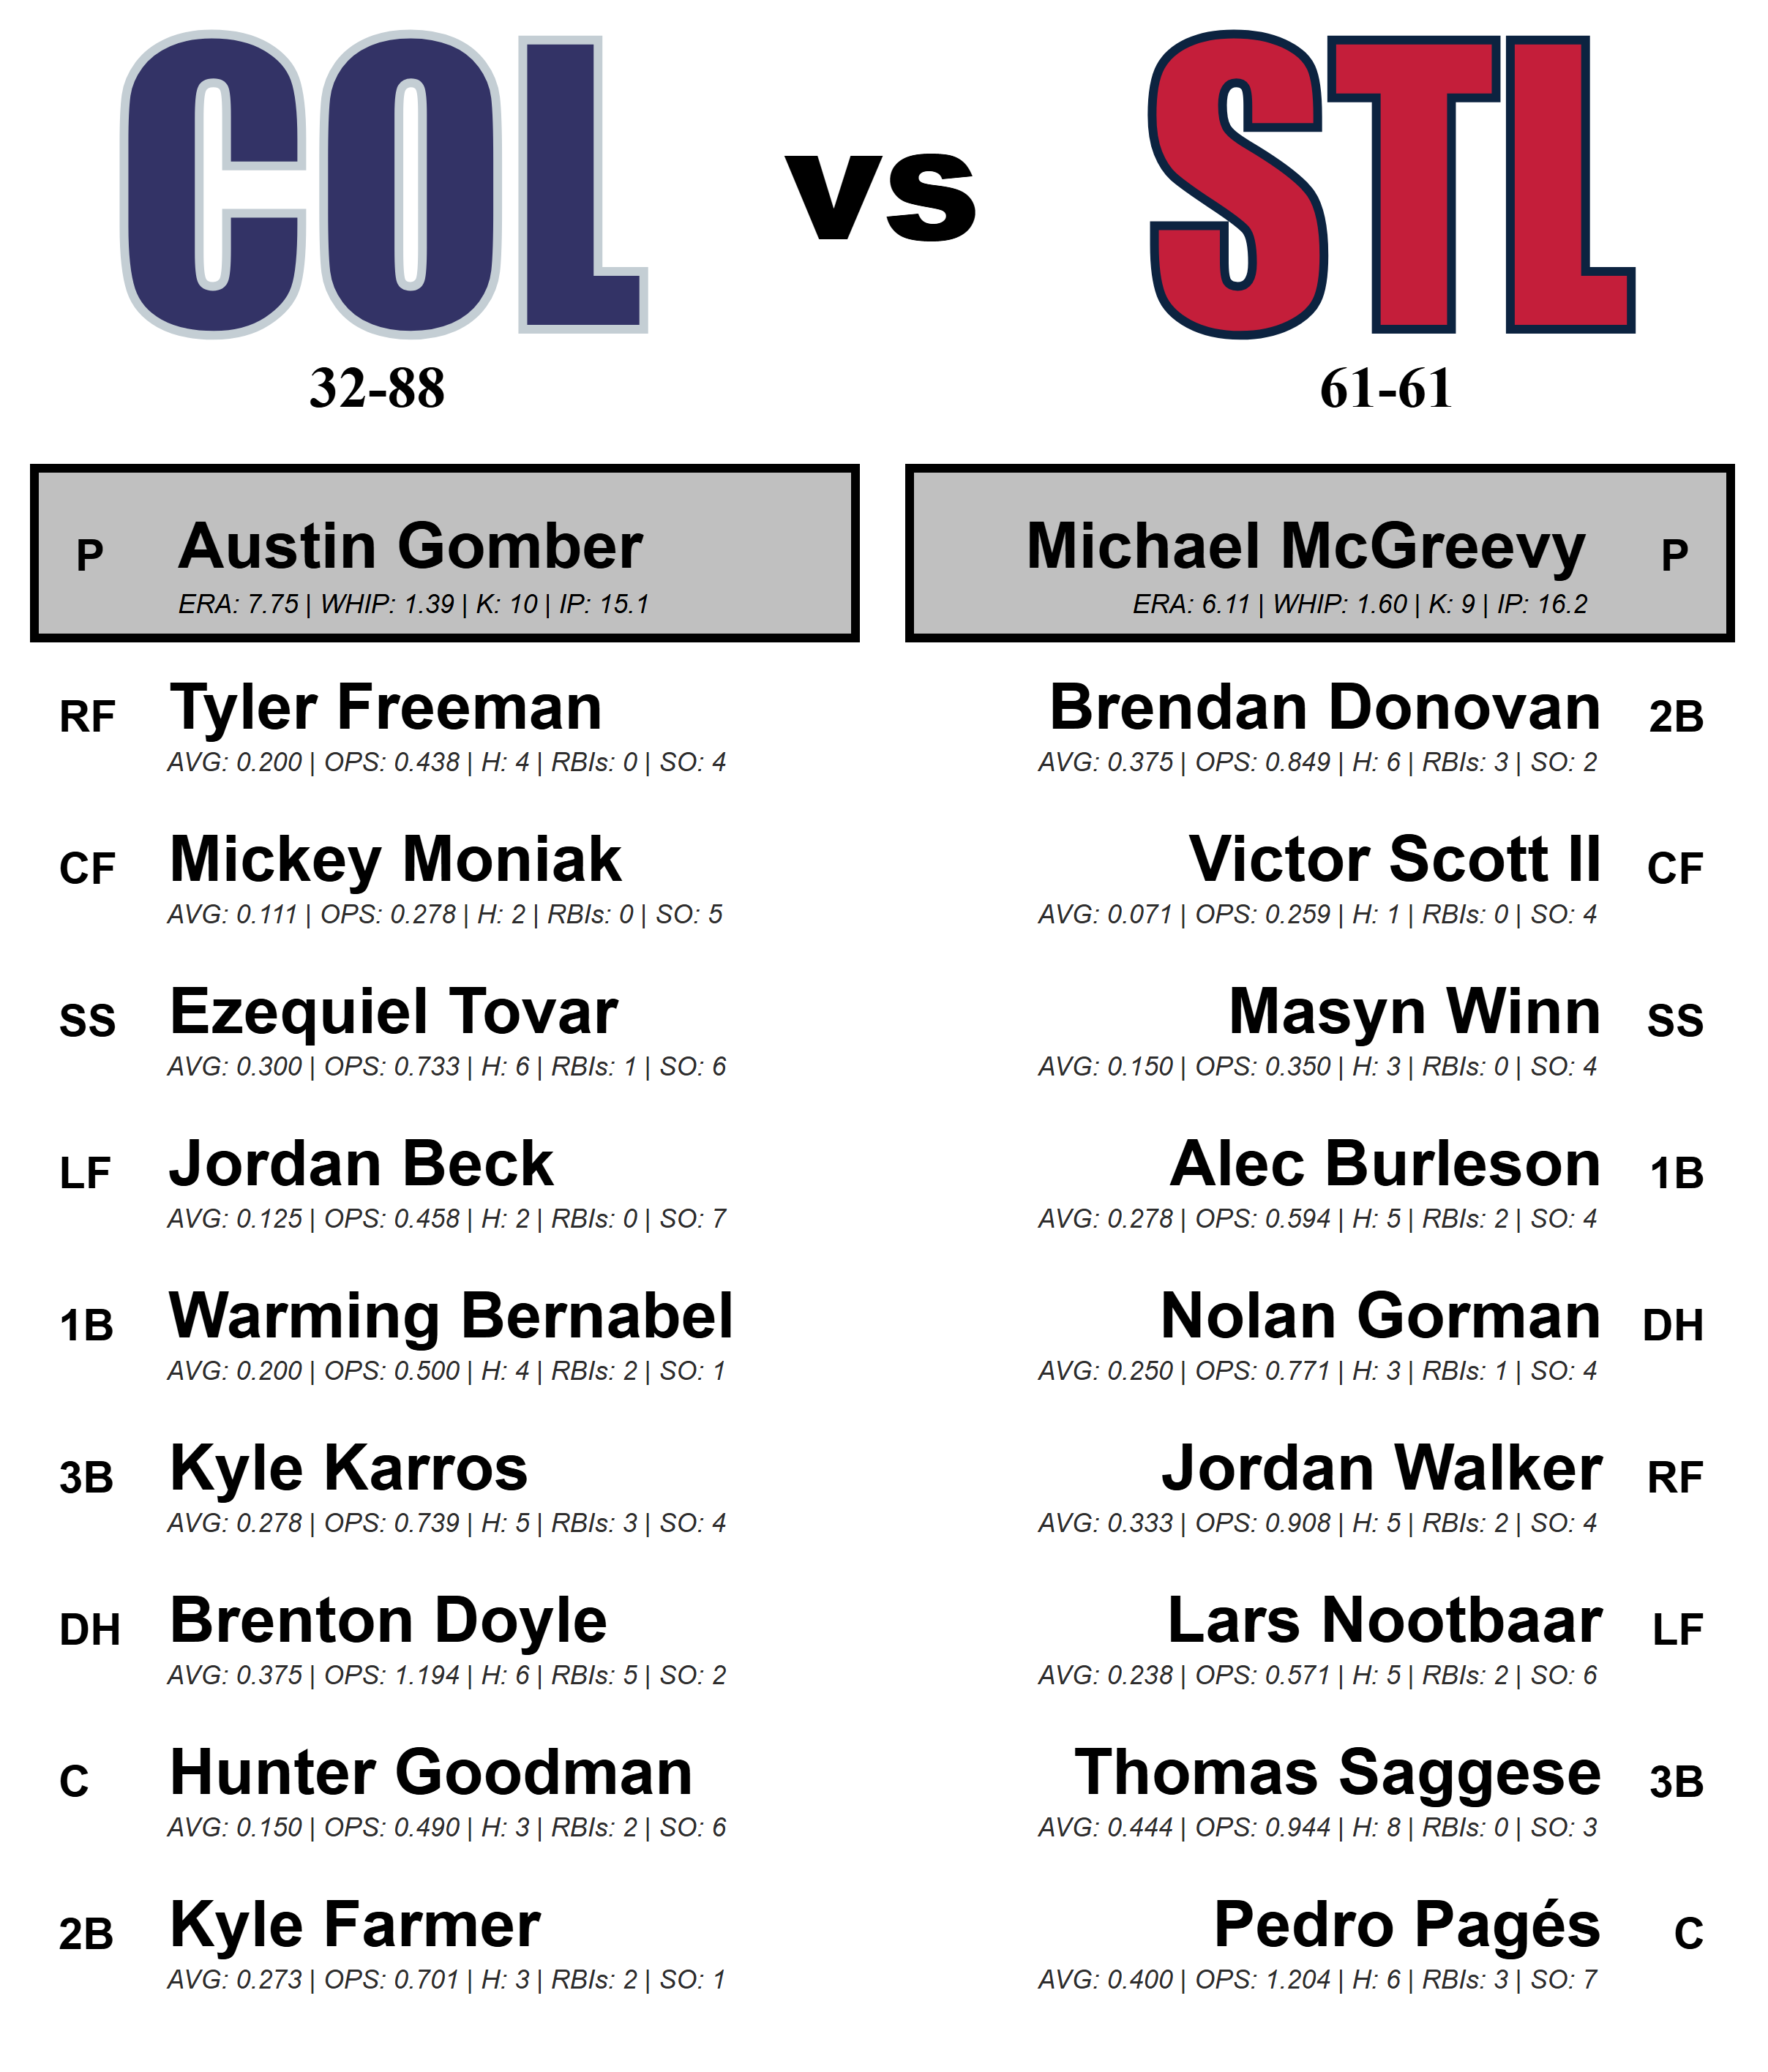 COL vs STL
32-88 61-61
P Austin Gomber
ERA: 7.75 | WHIP: 1.39 | K: 10 | IP: 15.1
Michael McGreevy P
ERA: 6.11 | WHIP: 1.60 | K: 9 | IP: 16.2
RF Tyler Freeman
AVG: 0.200 | OPS: 0.438 | H: 4 | RBIs: 0 | SO: 4
CF Mickey Moniak
AVG: 0.111 | OPS: 0.278 | H: 2 | RBIs: 0 | SO: 5
SS Ezequiel Tovar
AVG: 0.300 | OPS: 0.733 | H: 6 | RBIs: 1 | SO: 6
LF Jordan Beck
AVG: 0.125 | OPS: 0.458 | H: 2 | RBIs: 0 | SO: 7
1B Warming Bernabel
AVG: 0.200 | OPS: 0.500 | H: 4 | RBIs: 2 | SO: 1
3B Kyle Karros
AVG: 0.278 | OPS: 0.739 | H: 5 | RBIs: 3 | SO: 4
DH Brenton Doyle
AVG: 0.375 | OPS: 1.194 | H: 6 | RBIs: 5 | SO: 2
C Hunter Goodman
AVG: 0.150 | OPS: 0.490 | H: 3 | RBIs: 2 | SO: 6
2B Kyle Farmer
AVG: 0.273 | OPS: 0.701 | H: 3 | RBIs: 2 | SO: 1
Brendan Donovan 2B
AVG: 0.375 | OPS: 0.849 | H: 6 | RBIs: 3 | SO: 2
Victor Scott II CF
AVG: 0.071 | OPS: 0.259 | H: 1 | RBIs: 0 | SO: 4
Masyn Winn SS
AVG: 0.150 | OPS: 0.350 | H: 3 | RBIs: 0 | SO: 4
Alec Burleson 1B
AVG: 0.278 | OPS: 0.594 | H: 5 | RBIs: 2 | SO: 4
Nolan Gorman DH
AVG: 0.250 | OPS: 0.771 | H: 3 | RBIs: 1 | SO: 4
Jordan Walker RF
AVG: 0.333 | OPS: 0.908 | H: 5 | RBIs: 2 | SO: 4
Lars Nootbaar LF
AVG: 0.238 | OPS: 0.571 | H: 5 | RBIs: 2 | SO: 6
Thomas Saggese 3B
AVG: 0.444 | OPS: 0.944 | H: 8 | RBIs: 0 | SO: 3
Pedro Pagés C
AVG: 0.400 | OPS: 1.204 | H: 6 | RBIs: 3 | SO: 7